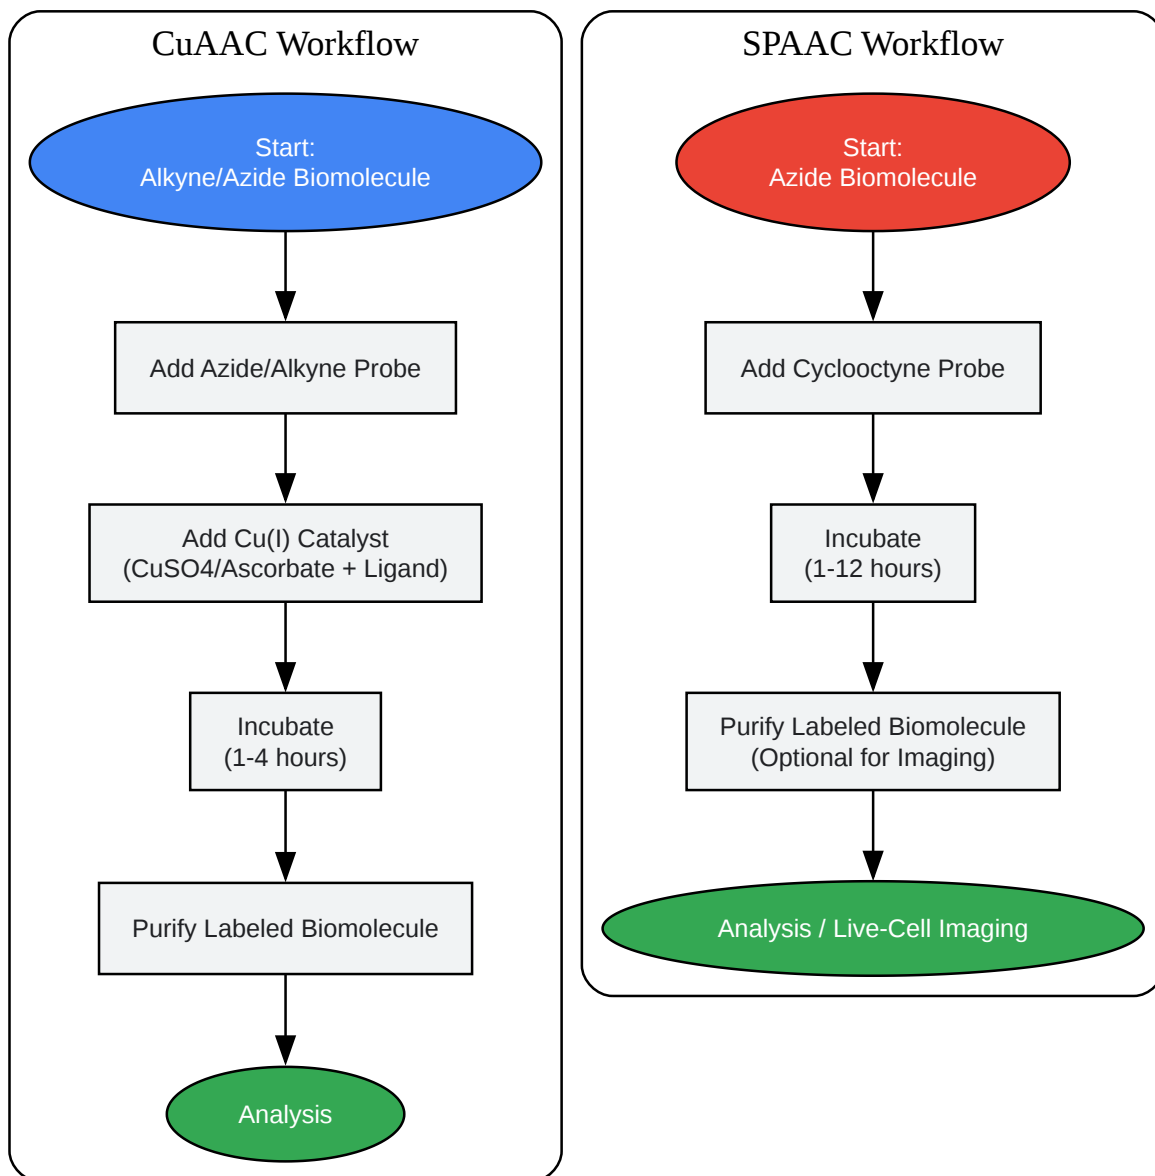 CuAAC Workflow
Start:
Alkyne/Azide Biomolecule
Add Azide/Alkyne Probe
Add Cu(I) Catalyst
(CuSO4/Ascorbate + Ligand)
Incubate
(1-4 hours)
Purify Labeled Biomolecule
Analysis
SPAAC Workflow
Start:
Azide Biomolecule
Add Cyclooctyne Probe
Incubate
(1-12 hours)
Purify Labeled Biomolecule
(Optional for Imaging)
Analysis / Live-Cell Imaging